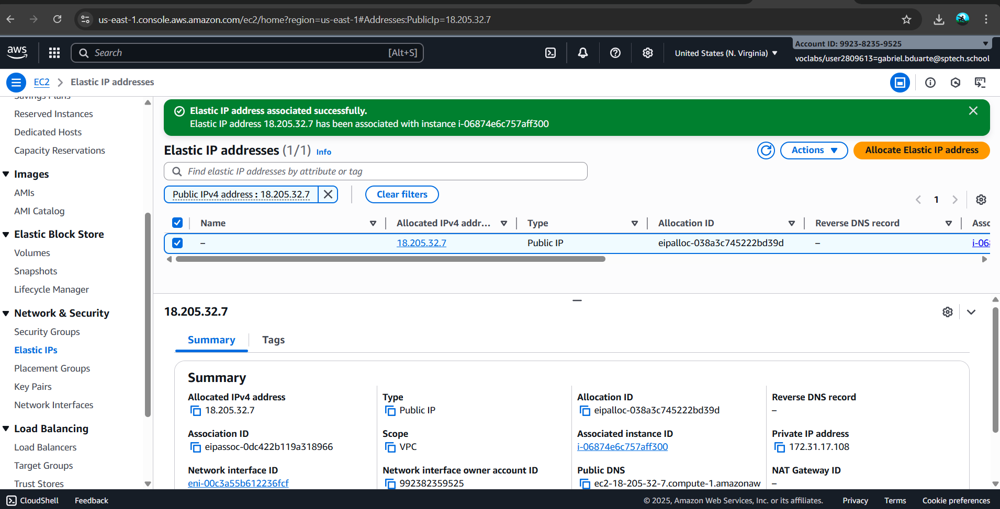 us-east-1.console.aws.amazon.com/ec2/home?region=us-east-1#Addresses:PublicIp=18.205.32.7
aws
Search
[Alt+S]
United States (N. Virginia)
Account ID: 9923-8235-9525
voclabs/user2809613=gabriel.bduarte@sptech.school
EC2
Elastic IP addresses
Savings Plans
Reserved Instances
Dedicated Hosts
Capacity Reservations
Images
AMIs
AMI Catalog
Elastic Block Store
Volumes
Snapshots
Lifecycle Manager
Network & Security
Security Groups
Elastic IPs
Placement Groups
Key Pairs
Network Interfaces
Load Balancing
Load Balancers
Target Groups
Trust Stores
Elastic IP address associated successfully.
Elastic IP address 18.205.32.7 has been associated with instance i-06874e6c757aff300
Elastic IP addresses (1/1) Info
Actions
Allocate Elastic IP address
Find elastic IP addresses by attribute or tag
Public IPv4 address : 18.205.32.7
Clear filters
1
Name Allocated IPv4 addr... Type Allocation ID Reverse DNS record Asso
– 18.205.32.7 Public IP eipalloc-038a3c745222bd39d – i-068
18.205.32.7
Summary
Tags
Summary
Allocated IPv4 address
18.205.32.7
Type
Public IP
Allocation ID
eipalloc-038a3c745222bd39d
Reverse DNS record
–
Association ID
eipassoc-0dc422b119a318966
Scope
VPC
Associated instance ID
i-06874e6c757aff300
Private IP address
172.31.17.108
Network interface ID
eni-00c3a55b612236fcf
Network interface owner account ID
992382359525
Public DNS
ec2-18-205-32-7.compute-1.amazonaw
NAT Gateway ID
–
CloudShell
Feedback
© 2025, Amazon Web Services, Inc. or its affiliates.
Privacy
Terms
Cookie preferences